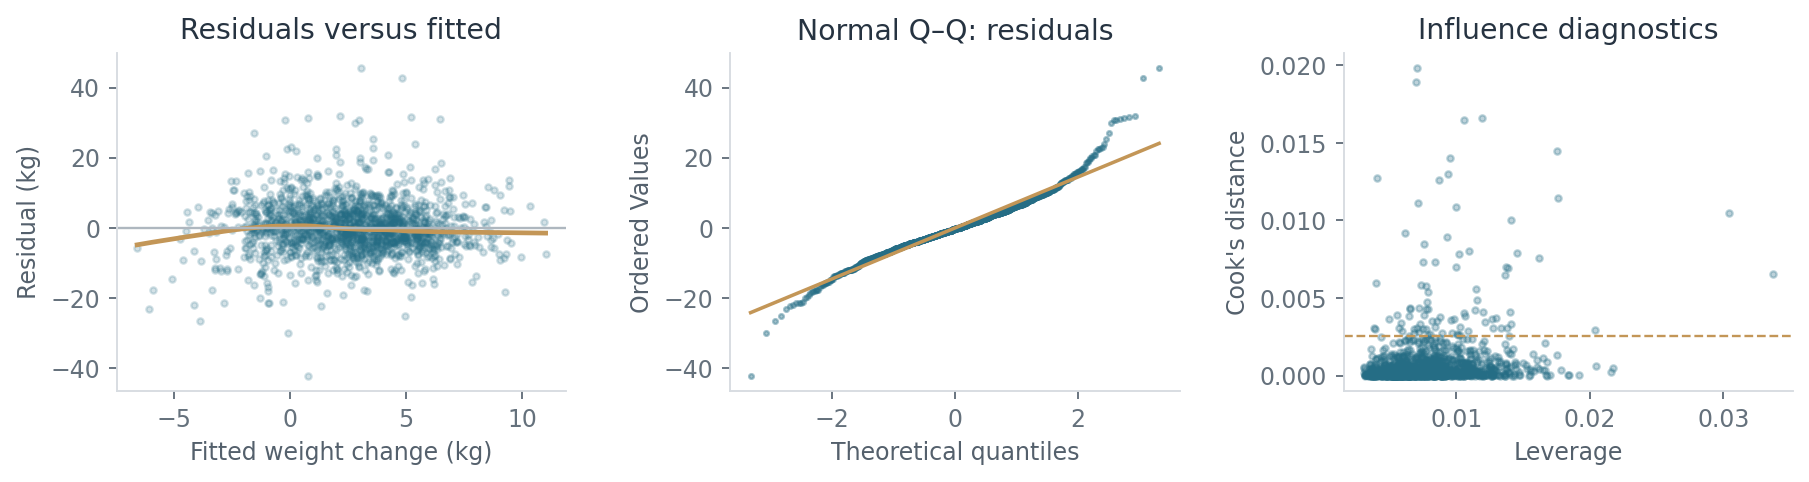 Residuals versus fitted
Residual (kg)
40
20
0
−20
−40
−5
0
5
10
Fitted weight change (kg)
Normal Q–Q: residuals
Ordered Values
40
20
0
−20
−40
−2
0
2
Theoretical quantiles
Influence diagnostics
Cook's distance
0.020
0.015
0.010
0.005
0.000
0.01
0.02
0.03
Leverage